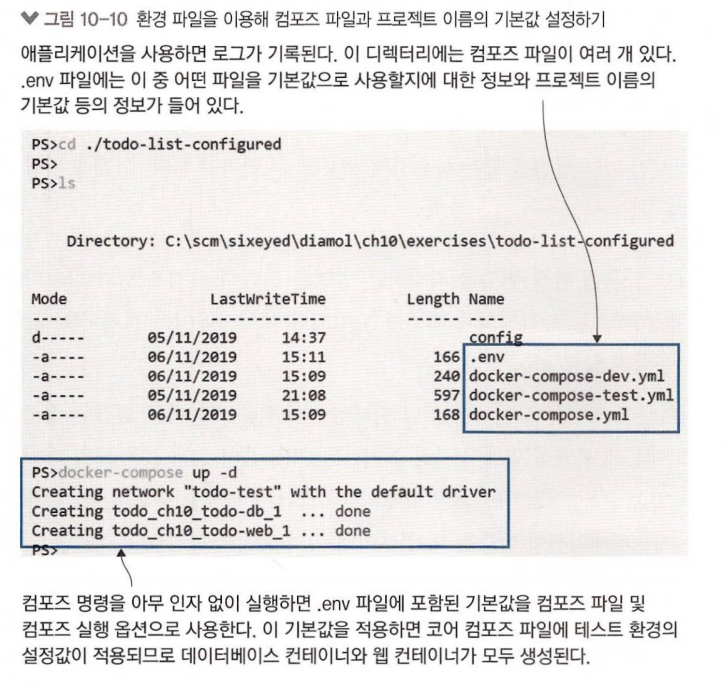 ▼ 그림 10-10 환경 파일을 이용해 컴포즈 파일과 프로젝트 이름의 기본값 설정하기
애플리케이션을 사용하면 로그가 기록된다. 이 디렉터리에는 컴포즈 파일이 여러 개 있다.
.env 파일에는 이 중 어떤 파일을 기본값으로 사용할지에 대한 정보와 프로젝트 이름의
기본값 등의 정보가 들어 있다.
PS>cd ./todo-list-configured
PS>
PS>ls
Directory: C:\scm\sixeyed\diamol\ch10\exercises\todo-list-configured
Mode LastWriteTime Length Name
---- ------------- ------ ----
d----- 05/11/2019 14:37 config
-a---- 06/11/2019 15:11 166 .env
-a---- 06/11/2019 15:09 240 docker-compose-dev.yml
-a---- 05/11/2019 21:08 597 docker-compose-test.yml
-a---- 06/11/2019 15:09 168 docker-compose.yml
PS>docker-compose up -d
Creating network "todo-test" with the default driver
Creating todo_ch10_todo-db_1 ... done
Creating todo_ch10_todo-web_1 ... done
PS>
컴포즈 명령을 아무 인자 없이 실행하면 .env 파일에 포함된 기본값을 컴포즈 파일 및
컴포즈 실행 옵션으로 사용한다. 이 기본값을 적용하면 코어 컴포즈 파일에 테스트 환경의
설정값이 적용되므로 데이터베이스 컨테이너와 웹 컨테이너가 모두 생성된다.